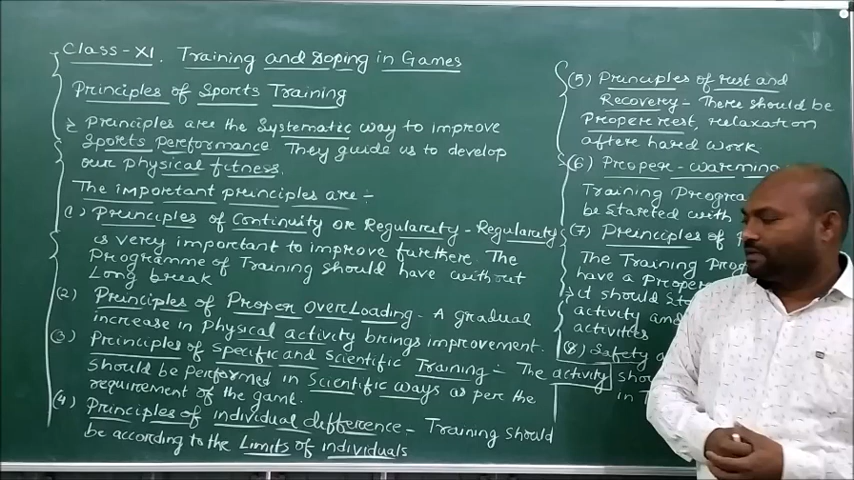 Class-XI. Training and Doping in Games
Principles of Sports Training
Principles are the Systematic way to improve
Sports Performance. They guide us to develop
our physical fitness.
The important principles are :-
(1) Principles of Continuity or Regularity - Regularity
is very important to improve further. The
Programme of Training should have without
Long break
(2) Principles of Proper overLoading - A gradual
increase in Physical activity brings improvement.
(3) Principles of Specific and Scientific Training :- The activity
should be Performed in Scientific ways as per the
requirement of the game.
(4) Principles of individual difference - Training should
be according to the Limits of individuals
(5) Principles of rest and
Recovery - There should be
Proper rest, relaxation
after hard work
(6) Proper - warming
Training Progra
be Started with
(7) Principles of
The Training Prog
have a Proper
it should Sta
activity and
activities
(8) Safety
in